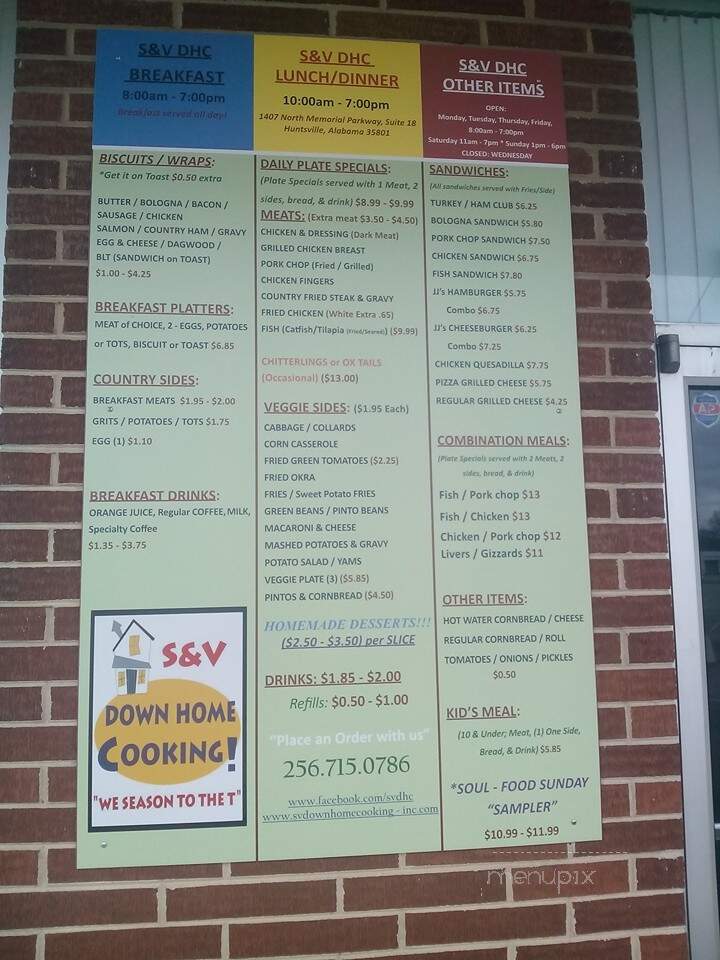 S&V DHC
BREAKFAST
8:00am - 7:00pm
Breakfast served all day!
BISCUITS / WRAPS:
*Get it on Toast $0.50 extra
BUTTER / BOLOGNA / BACON /
SAUSAGE / CHICKEN
SALMON / COUNTRY HAM / GRAVY
EGG & CHEESE / DAGWOOD /
BLT (SANDWICH on TOAST)
$1.00 - $4.25
BREAKFAST PLATTERS:
MEAT of CHOICE, 2 - EGGS, POTATOES
or TOTS, BISCUIT or TOAST $6.85
COUNTRY SIDES:
BREAKFAST MEATS $1.95 - $2.00
GRITS / POTATOES / TOTS $1.75
EGG (1) $1.10
BREAKFAST DRINKS:
ORANGE JUICE, Regular COFFEE, MILK,
Specialty Coffee
$1.35 - $3.75
S&V
DOWN HOME
COOKING!
"WE SEASON TO THE T"
S&V DHC
LUNCH/DINNER
10:00am - 7:00pm
1407 North Memorial Parkway, Suite 18
Huntsville, Alabama 35801
DAILY PLATE SPECIALS:
(Plate Specials served with 1 Meat, 2
sides, bread, & drink) $8.99 - $9.99
MEATS: (Extra meat $3.50 - $4.50)
CHICKEN & DRESSING (Dark Meat)
GRILLED CHICKEN BREAST
PORK CHOP (Fried / Grilled)
CHICKEN FINGERS
COUNTRY FRIED STEAK & GRAVY
FRIED CHICKEN (White Extra .65)
FISH (Catfish/Tilapia (Fried/Seared)) ($9.99)
CHITTERLINGS or OX TAILS
(Occasional) ($13.00)
VEGGIE SIDES: ($1.95 Each)
CABBAGE / COLLARDS
CORN CASSEROLE
FRIED GREEN TOMATOES ($2.25)
FRIED OKRA
FRIES / Sweet Potato FRIES
GREEN BEANS / PINTO BEANS
MACARONI & CHEESE
MASHED POTATOES & GRAVY
POTATO SALAD / YAMS
VEGGIE PLATE (3) ($5.85)
PINTOS & CORNBREAD ($4.50)
HOMEMADE DESSERTS!!!
($2.50 - $3.50) per SLICE
DRINKS: $1.85 - $2.00
Refills: $0.50 - $1.00
"Place an Order with us"
256.715.0786
www.facebook.com/svdhc
www.svdownhomecooking-inc.com
S&V DHC
OTHER ITEMS
OPEN:
Monday, Tuesday, Thursday, Friday,
8:00am - 7:00pm
Saturday 11am - 7pm * Sunday 1pm - 6pm
CLOSED: WEDNESDAY
SANDWICHES:
(All sandwiches served with Fries/Side)
TURKEY / HAM CLUB $6.25
BOLOGNA SANDWICH $5.80
PORK CHOP SANDWICH $7.50
CHICKEN SANDWICH $6.75
FISH SANDWICH $7.80
JJ's HAMBURGER $5.75
Combo $6.75
JJ's CHEESEBURGER $6.25
Combo $7.25
CHICKEN QUESADILLA $7.75
PIZZA GRILLED CHEESE $5.75
REGULAR GRILLED CHEESE $4.25
COMBINATION MEALS:
(Plate Specials served with 2 Meats, 2
sides, bread, & drink)
Fish / Pork chop $13
Fish / Chicken $13
Chicken / Pork chop $12
Livers / Gizzards $11
OTHER ITEMS:
HOT WATER CORNBREAD / CHEESE
REGULAR CORNBREAD / ROLL
TOMATOES / ONIONS / PICKLES
$0.50
KID'S MEAL:
(10 & Under; Meat, (1) One Side,
Bread, & Drink) $5.85
*SOUL - FOOD SUNDAY
"SAMPLER"
$10.99 - $11.99
AP
menupix